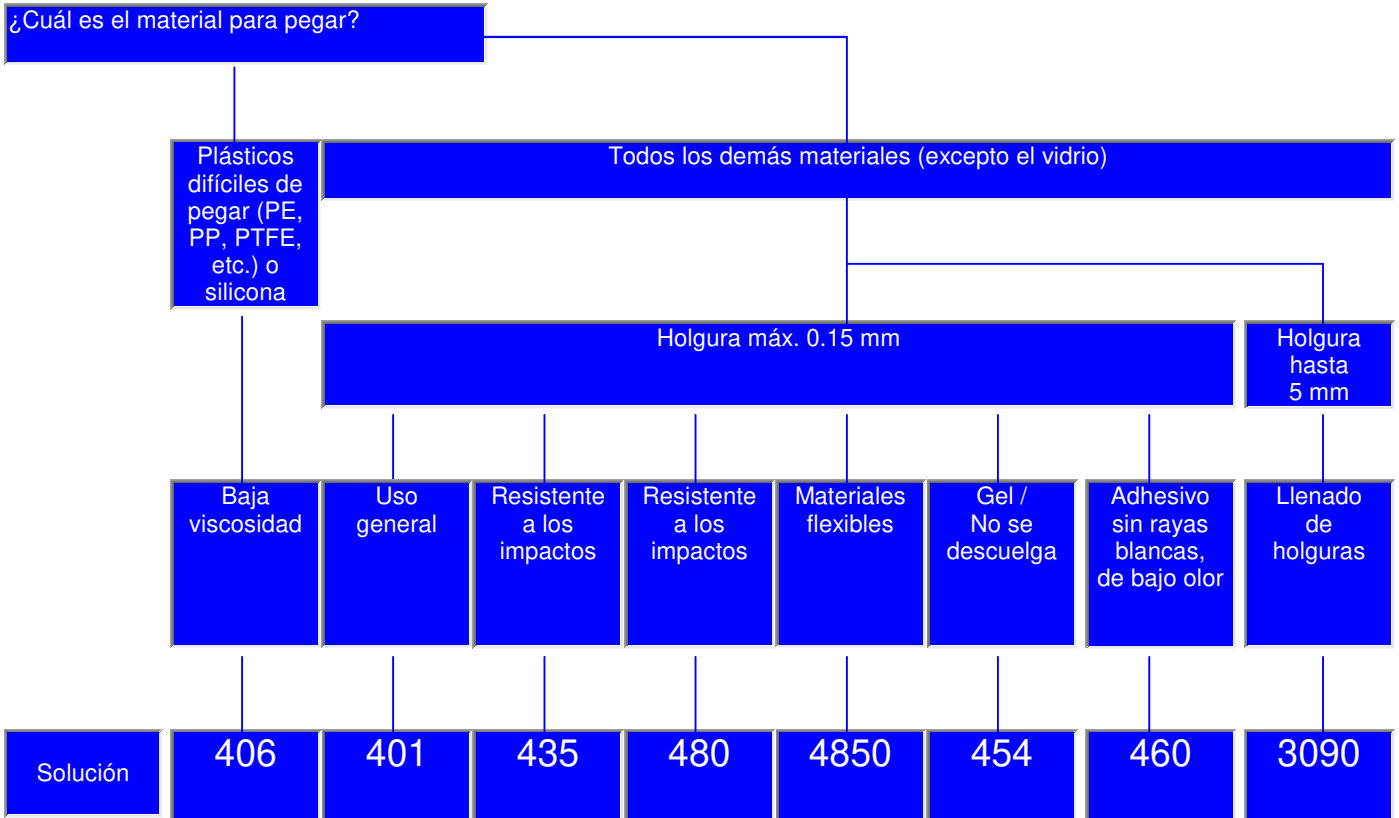 ¿Cuál es el material para pegar?
Plásticos
difíciles de
pegar (PE,
PP, PTFE,
etc.) o
silicona
Todos los demás materiales (excepto el vidrio)
Holgura máx. 0.15 mm
Holgura
hasta
5 mm
Baja
viscosidad
Uso
general
Resistente
a los
impactos
Resistente
a los
impactos
Materiales
flexibles
Gel /
No se
descuelga
Adhesivo
sin rayas
blancas,
de bajo olor
Llenado
de
holguras
Solución
406
401
435
480
4850
454
460
3090